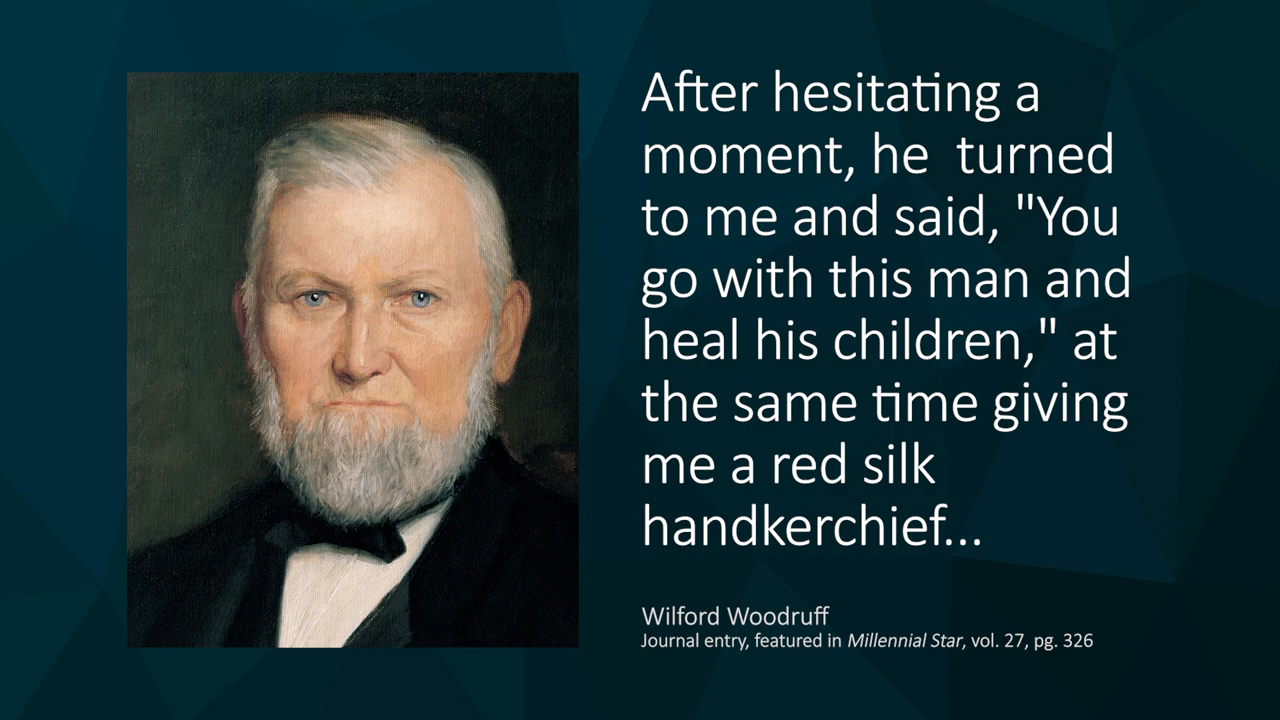 After hesitating a
moment, he  turned
to me and said, "You
go with this man and
heal his children," at
the same time giving
me a red silk
handkerchief...
Wilford Woodruff
Journal entry, featured in Millennial Star, vol. 27, pg. 326